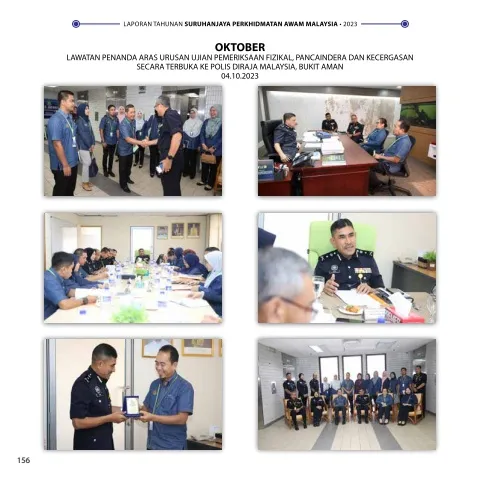 LAPORAN TAHUNAN SURUHANJAYA PERKHIDMATAN AWAM MALAYSIA • 2023
OKTOBER
LAWATAN PENANDA ARAS URUSAN UJIAN PEMERIKSAAN FIZIKAL, PANCAINDERA DAN KECERGASAN
SECARA TERBUKA KE POLIS DIRAJA MALAYSIA, BUKIT AMAN
04.10.2023
156